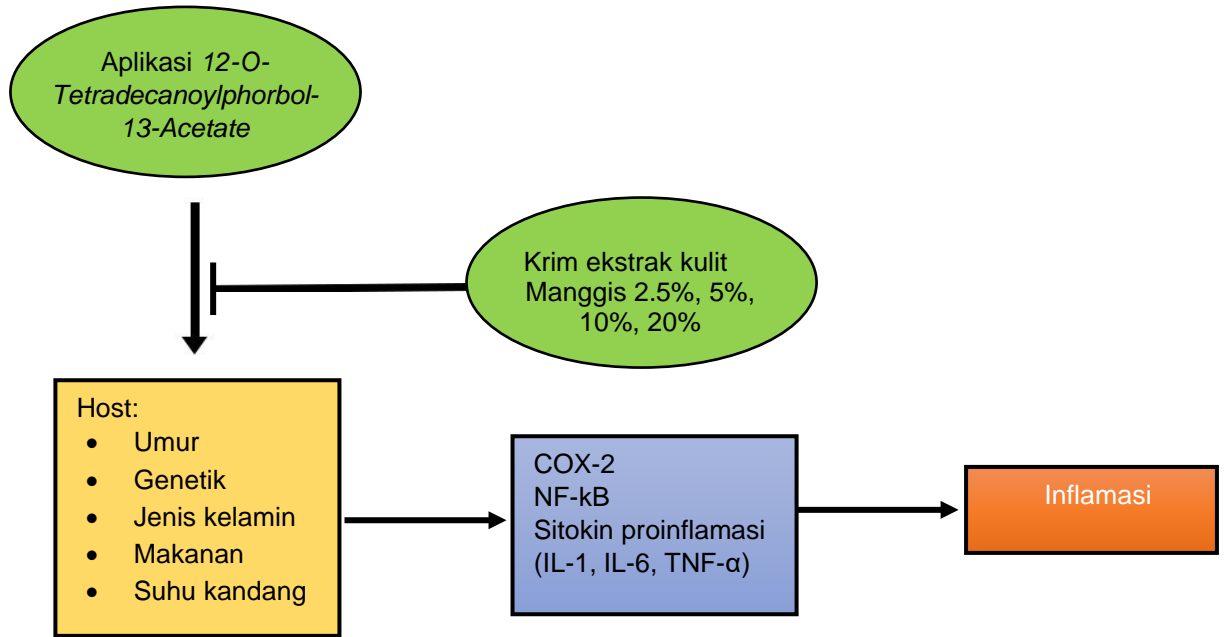 Aplikasi 12-O-
Tetradecanoylphorbol-
13-Acetate
Krim ekstrak kulit
Manggis 2.5%, 5%,
10%, 20%
Host:
• Umur
• Genetik
• Jenis kelamin
• Makanan
• Suhu kandang
COX-2
NF-kB
Sitokin proinflamasi
(IL-1, IL-6, TNF-α)
Inflamasi